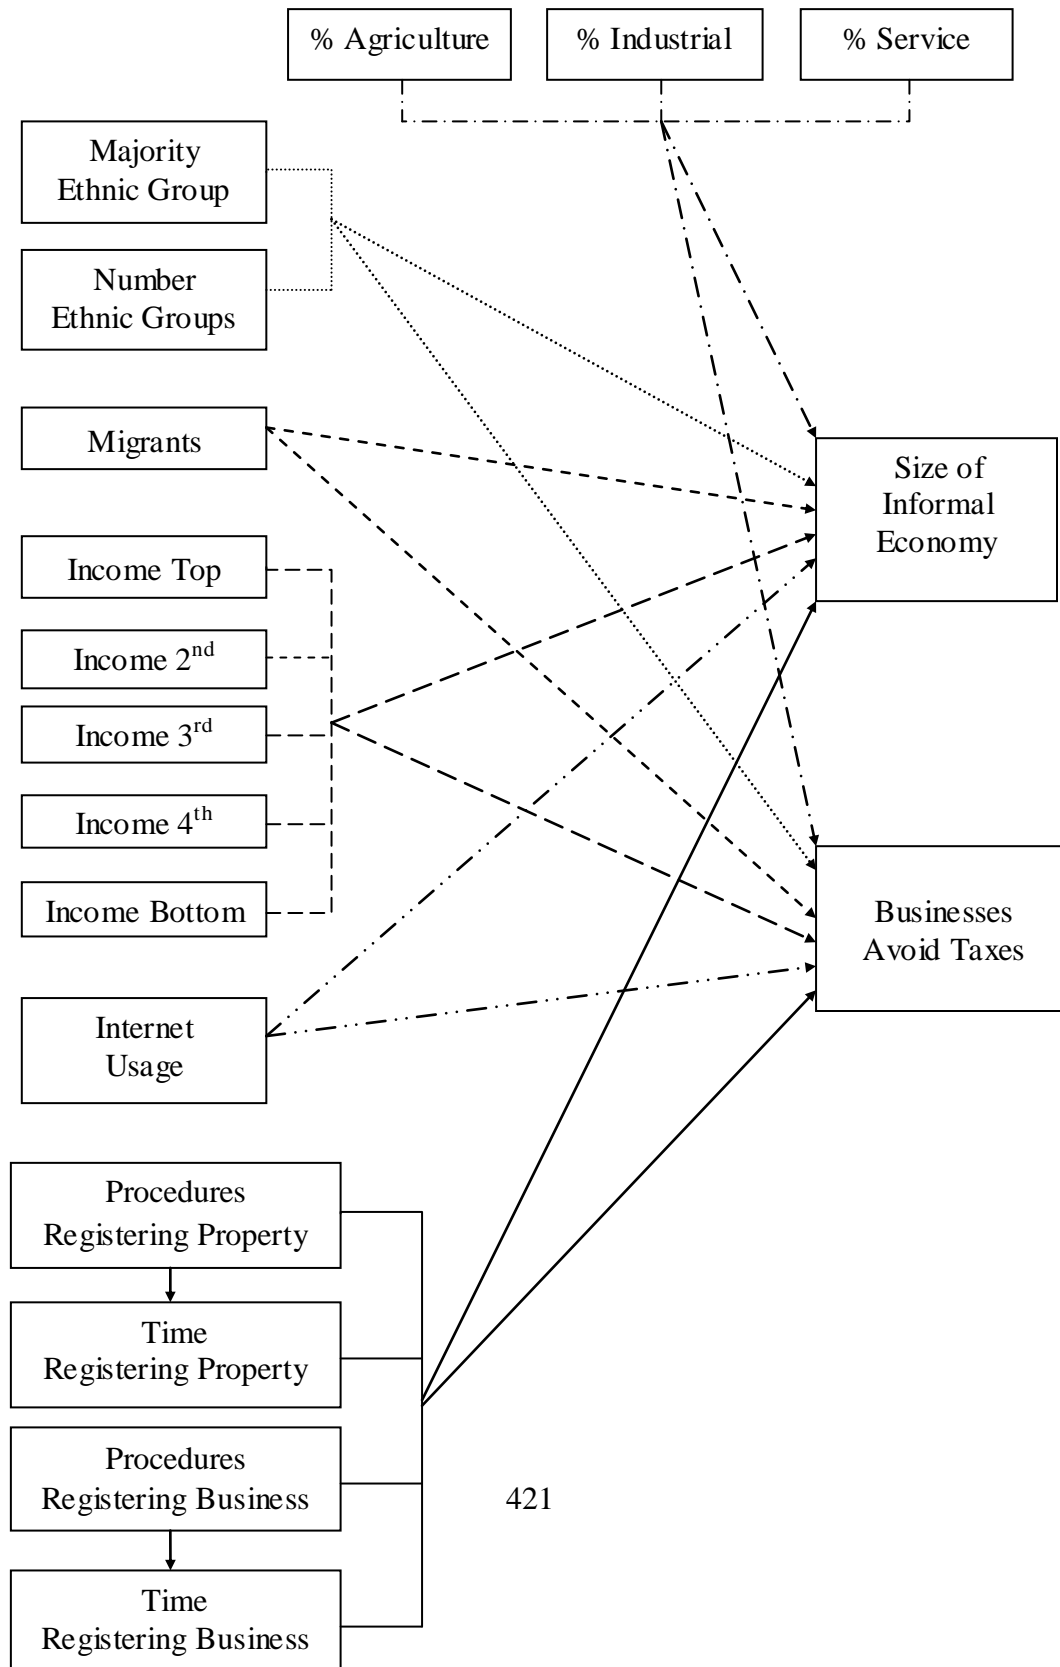 % Agriculture
% Industrial
% Service
Majority
Ethnic Group
Number
Ethnic Groups
Migrants
Income Top
Income 2nd
Income 3rd
Income 4th
Income Bottom
Internet
Usage
Size of
Informal
Economy
Businesses
Avoid Taxes
Procedures
Registering Property
Time
Registering Property
Procedures
Registering Business
421
Time
Registering Business